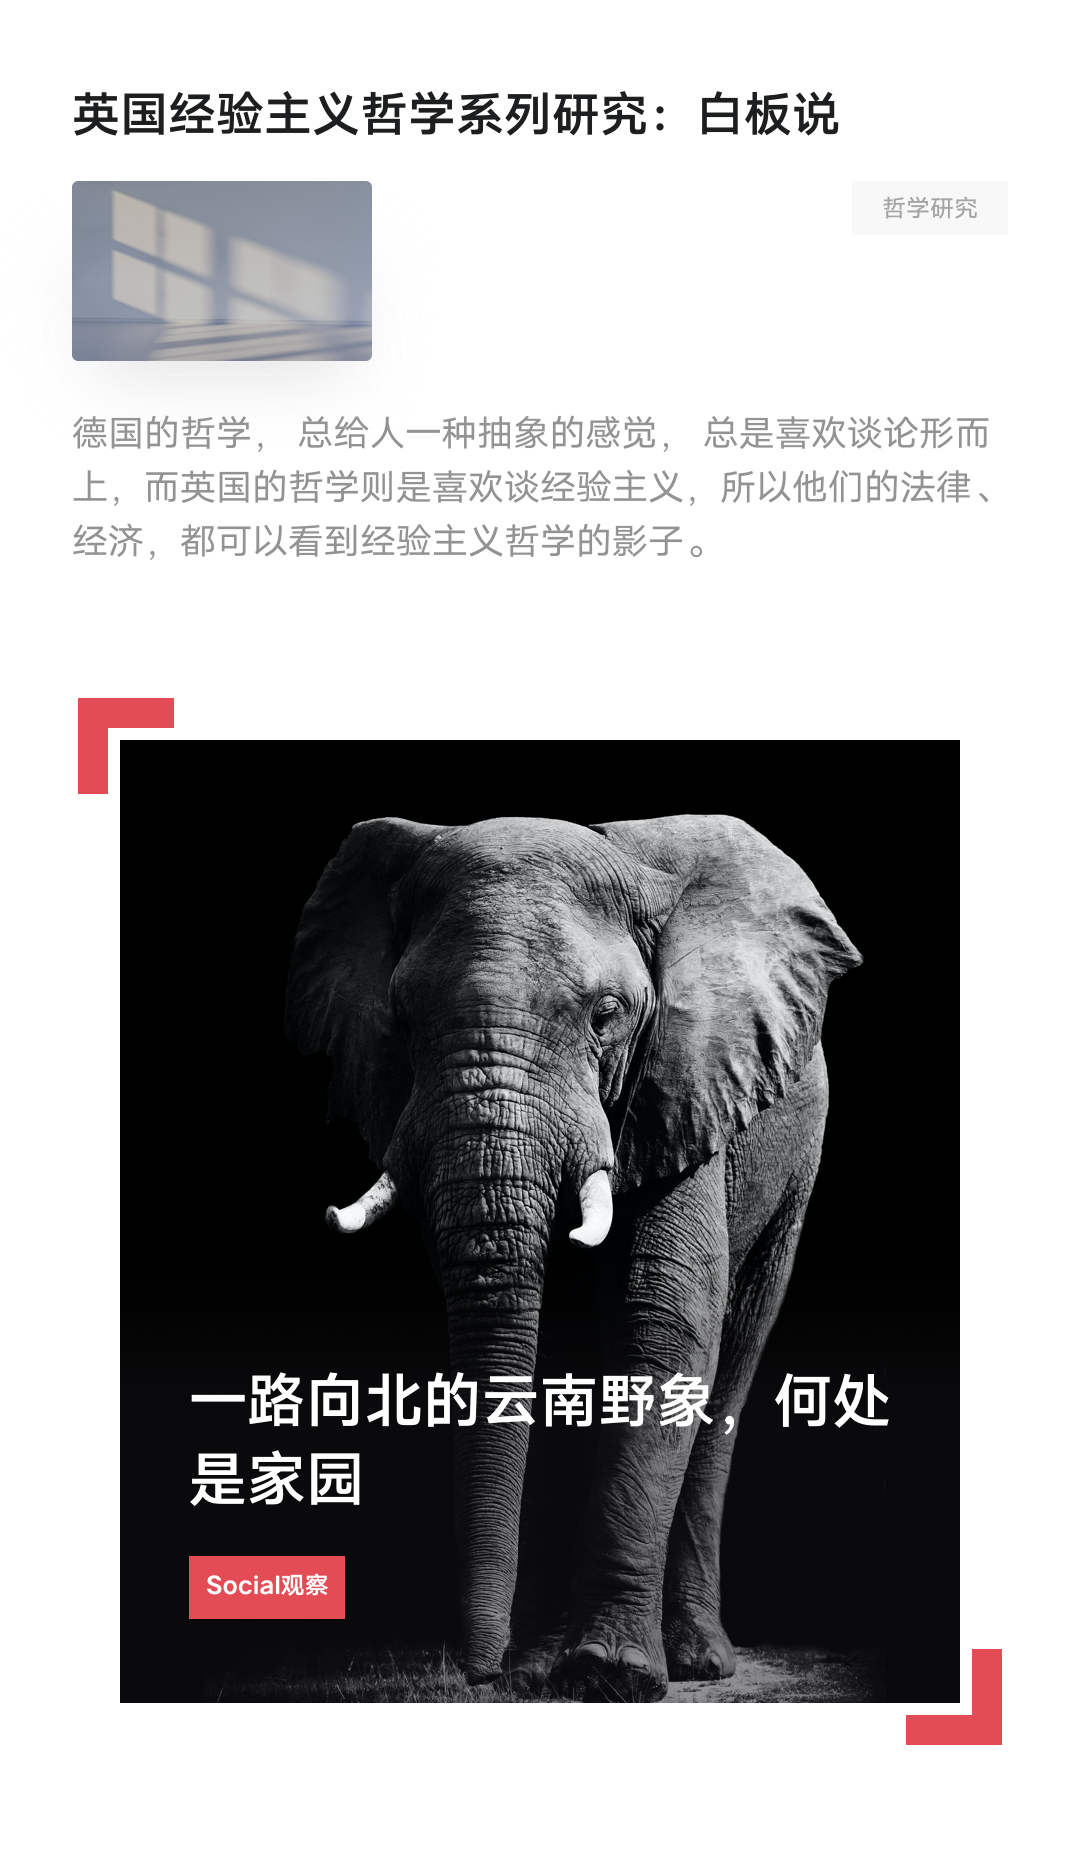 英国经验主义哲学系列研究：白板说
哲学研究
德国的哲学， 总给人一种抽象的感觉， 总是喜欢谈论形而
上，而英国的哲学则是喜欢谈经验主义，所以他们的法律、
经济，都可以看到经验主义哲学的影子。
一路向北的云南野象，何处
是家园
Social观察